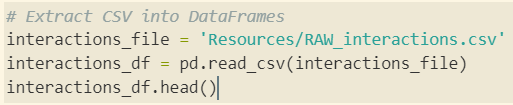 # Extract CSV into DataFrames
interactions_file = 'Resources/RAW_interactions.csv'
interactions_df = pd.read_csv(interactions_file)
interactions_df.head()